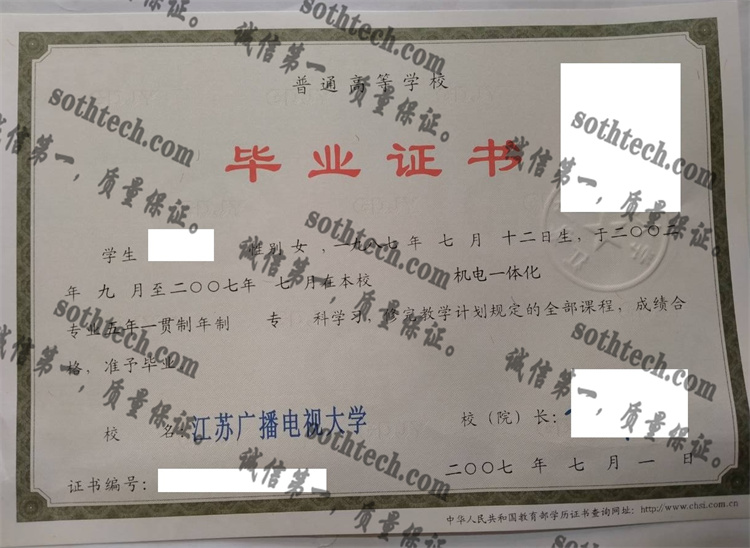 普通高等学校
毕业证书
学生 性别 女 ，一九八七 年 七 月 十二日生，于二〇〇二
年 九 月至二〇〇七年 七 月在本校 机电一体化
专业五年一贯制年制 专 科学习，修完教学计划规定的全部课程，成绩合
格，准予毕业。
校 名：江苏广播电视大学 校（院）长：
二〇〇七 年 七 月 一 日
证书编号：
中华人民共和国教育部学历证书查询网址：http://www.chsi.com.cn
sothtech.com
诚信第一，质量保证。